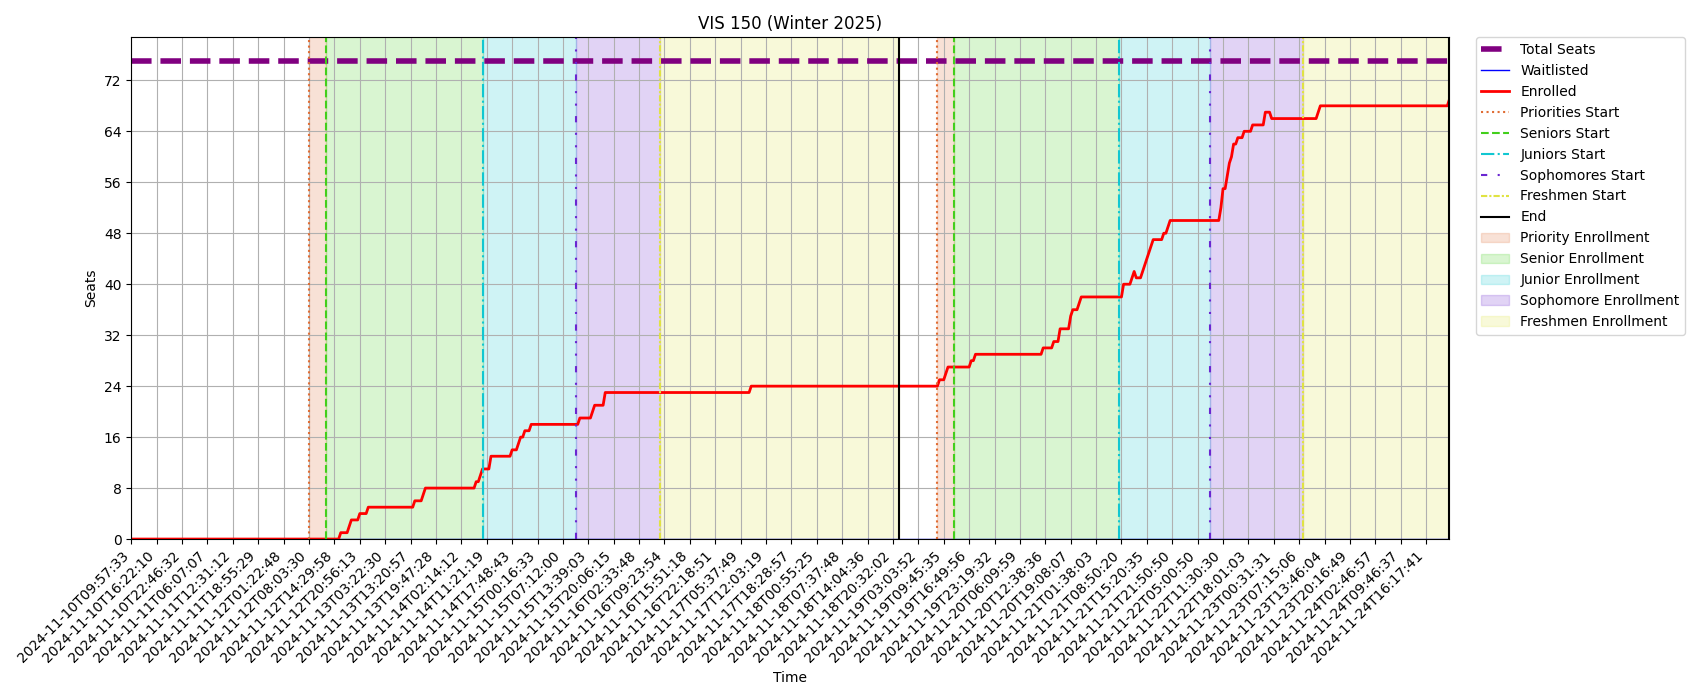 VIS 150 (Winter 2025)
Total Seats
Waitlisted
Enrolled
Priorities Start
Seniors Start
Juniors Start
Sophomores Start
Freshmen Start
End
Priority Enrollment
Senior Enrollment
Junior Enrollment
Sophomore Enrollment
Freshmen Enrollment
Seats
72
64
56
48
40
32
24
16
8
0
2024-11-10T09:57:33
2024-11-10T16:22:10
2024-11-10T22:46:32
2024-11-11T06:07:07
2024-11-11T12:31:12
2024-11-11T18:55:29
2024-11-12T01:22:48
2024-11-12T08:03:30
2024-11-12T14:29:58
2024-11-12T20:56:13
2024-11-13T03:22:30
2024-11-13T13:20:57
2024-11-13T19:47:28
2024-11-14T02:14:12
2024-11-14T11:21:19
2024-11-14T17:48:43
2024-11-15T00:16:33
2024-11-15T07:12:00
2024-11-15T13:39:03
2024-11-15T20:06:15
2024-11-16T02:33:48
2024-11-16T09:23:54
2024-11-16T15:51:18
2024-11-16T22:18:51
2024-11-17T05:37:49
2024-11-17T12:03:19
2024-11-17T18:28:57
2024-11-18T00:55:25
2024-11-18T07:37:48
2024-11-18T14:04:36
2024-11-18T20:32:02
2024-11-19T03:03:52
2024-11-19T09:45:35
2024-11-19T16:49:56
2024-11-19T23:19:32
2024-11-20T06:09:59
2024-11-20T12:38:36
2024-11-20T19:08:07
2024-11-21T01:38:03
2024-11-21T08:50:20
2024-11-21T15:20:35
2024-11-21T21:50:50
2024-11-22T05:00:50
2024-11-22T11:30:30
2024-11-22T18:01:03
2024-11-23T00:31:31
2024-11-23T07:15:06
2024-11-23T13:46:04
2024-11-23T20:16:49
2024-11-24T02:46:57
2024-11-24T09:46:37
2024-11-24T16:17:41
Time